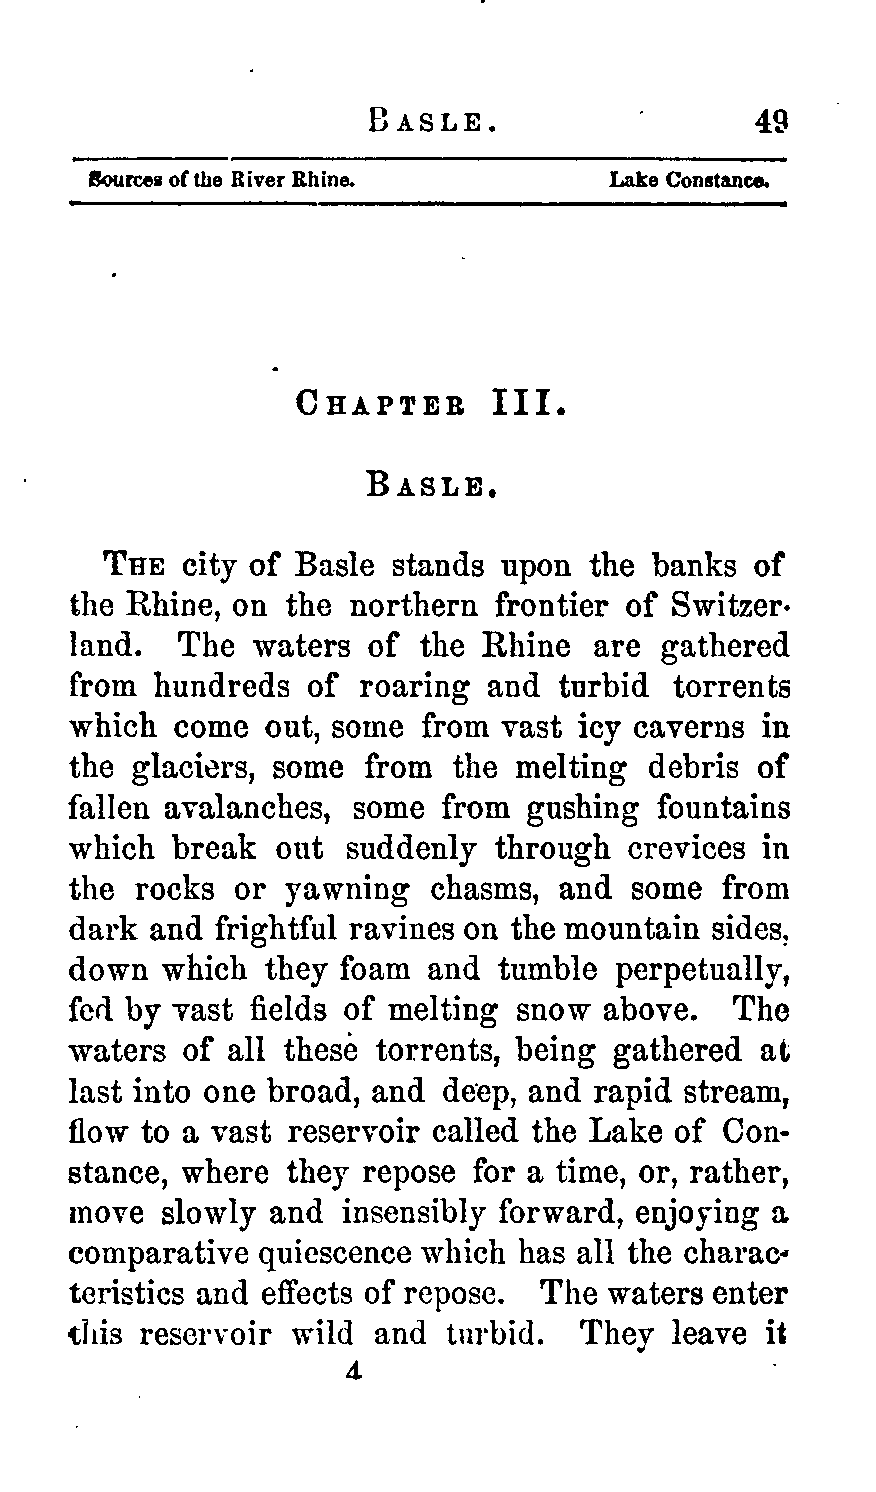 BASLE. 49
Sources of the River Rhine. Lake Constance.
CHAPTER III.
BASLE.
THE city of Basle stands upon the banks of
the Rhine, on the northern frontier of Switzer-
land. The waters of the Rhine are gathered
from hundreds of roaring and turbid torrents
which come out, some from vast icy caverns in
the glaciers, some from the melting debris of
fallen avalanches, some from gushing fountains
which break out suddenly through crevices in
the rocks or yawning chasms, and some from
dark and frightful ravines on the mountain sides,
down which they foam and tumble perpetually,
fed by vast fields of melting snow above. The
waters of all these torrents, being gathered at
last into one broad, and deep, and rapid stream,
flow to a vast reservoir called the Lake of Con-
stance, where they repose for a time, or, rather,
move slowly and insensibly forward, enjoying a
comparative quiescence which has all the charac-
teristics and effects of repose. The waters enter
this reservoir wild and turbid. They leave it
4